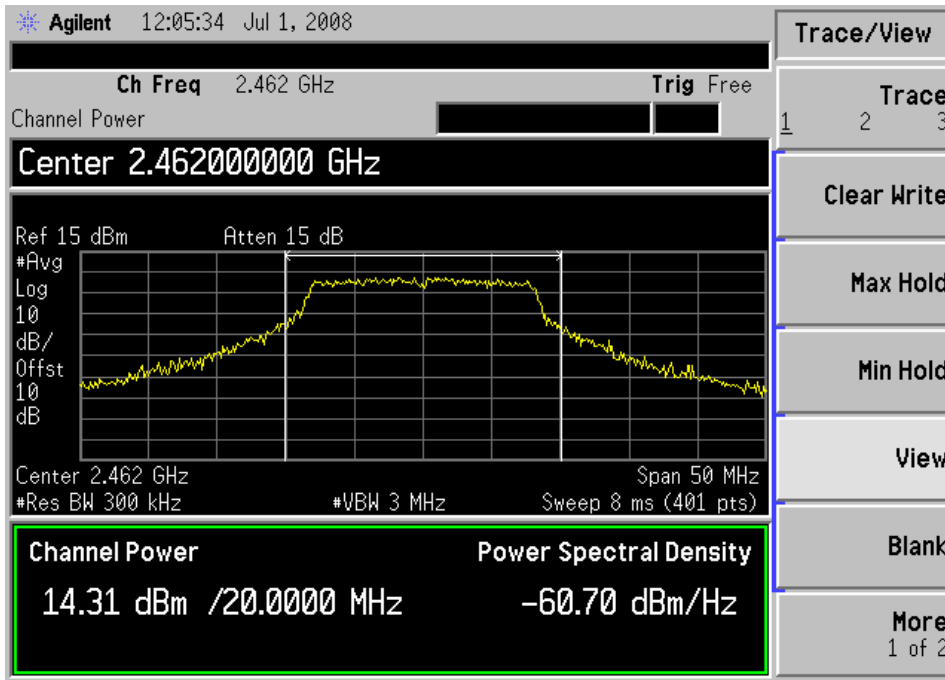 Agilent 12:05:34 Jul 1, 2008
Trace/View
Ch Freq 2.462 GHz Trig Free
Channel Power
Trace
1 2 3
Center 2.462000000 GHz
Clear Write
Ref 15 dBm Atten 15 dB
#Avg
Log
10
dB/
Offst
10
dB
Max Hold
Min Hold
View
Center 2.462 GHz Span 50 MHz
#Res BW 300 kHz #VBW 3 MHz Sweep 8 ms (401 pts)
Channel Power Power Spectral Density
14.31 dBm /20.0000 MHz -60.70 dBm/Hz
Blank
More
1 of 2